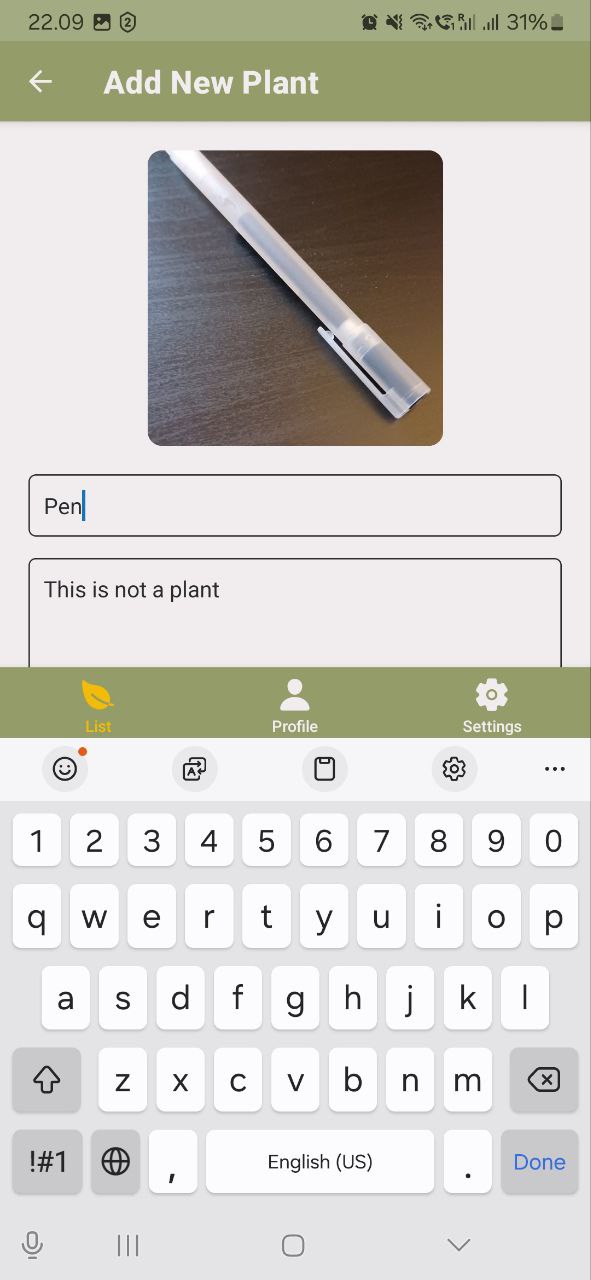 22.09 31%
Add New Plant
Pen
This is not a plant
List Profile Settings
1 2 3 4 5 6 7 8 9 0
q w e r t y u i o p
a s d f g h j k l
z x c v b n m
!#1 , English (US) . Done